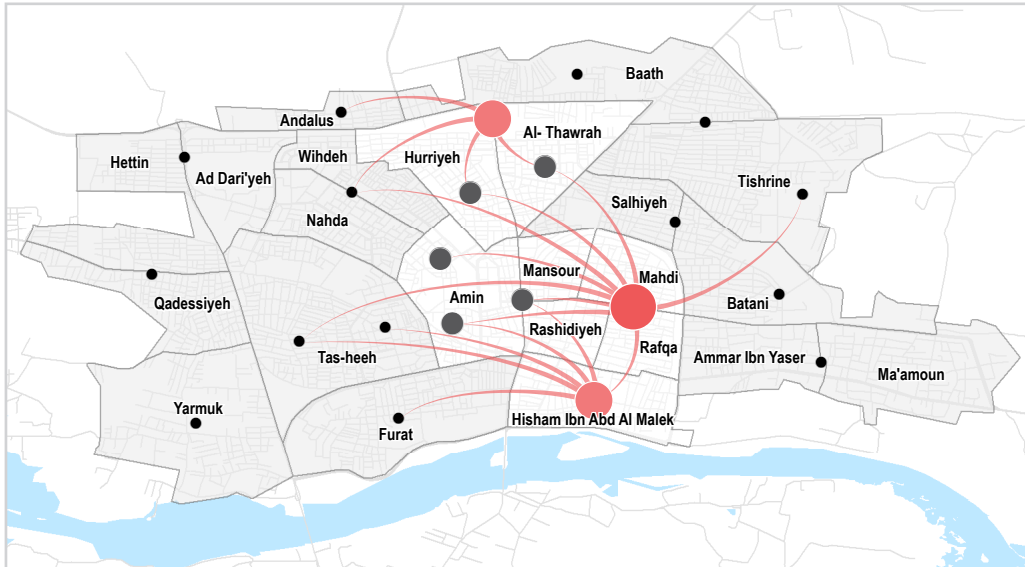 Baath
Andalus
Al- Thawrah
Hettin
Wihdeh
Hurriyeh
Ad Dari'yeh
Tishrine
Salhiyeh
Nahda
Mansour
Mahdi
Qadessiyeh
Amin
Batani
Rashidiyeh
Rafqa
Tas-heeh
Ammar Ibn Yaser
Ma'amoun
Yarmuk
Hisham Ibn Abd Al Malek
Furat